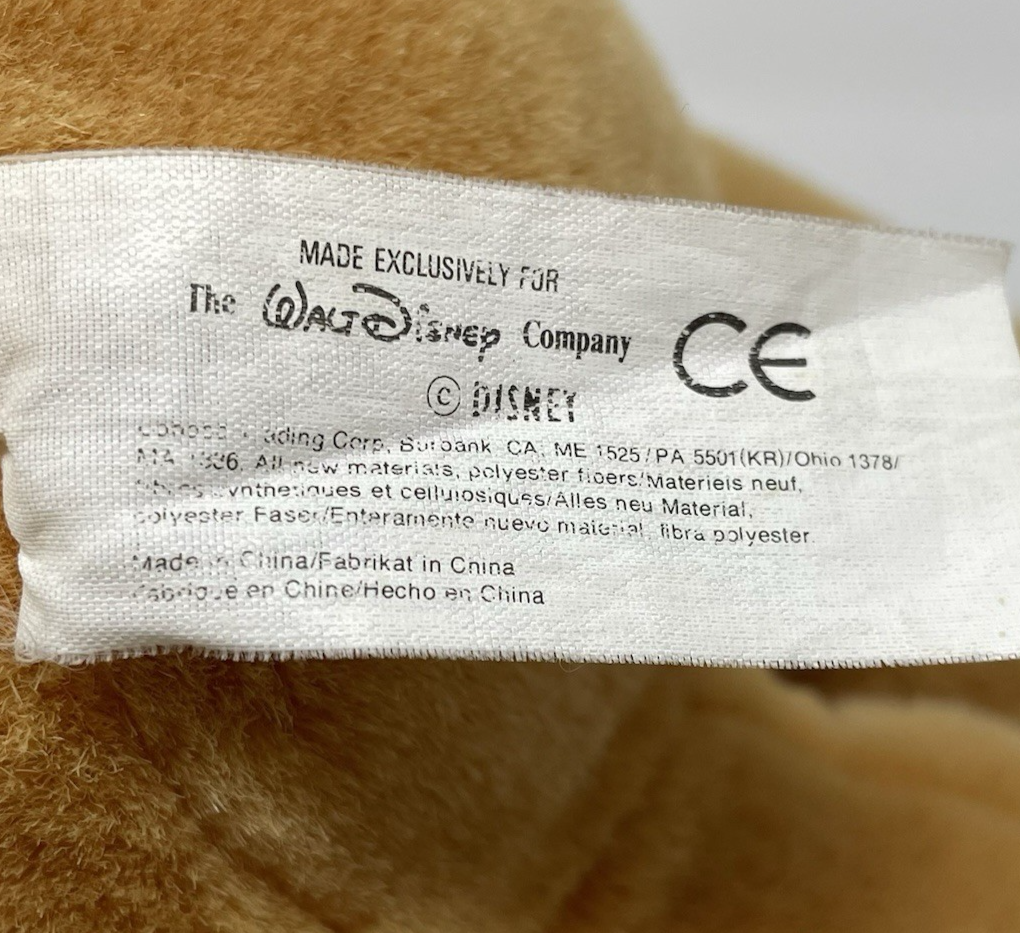 MADE EXCLUSIVELY FOR
The WALT DISNEY Company CE
© DISNEY
Corp, Burbank CA, ME 1525/PA 5501(KR)/Ohio 1378/
All new materials, polyester fibers/Materiels neuf,
et cellulosiques/Alles neu Material,
polyester Faser/Enteramente nuevo material, fibra polyester.
Made in China/Fabrikat in China
en Chine/Hecho en China